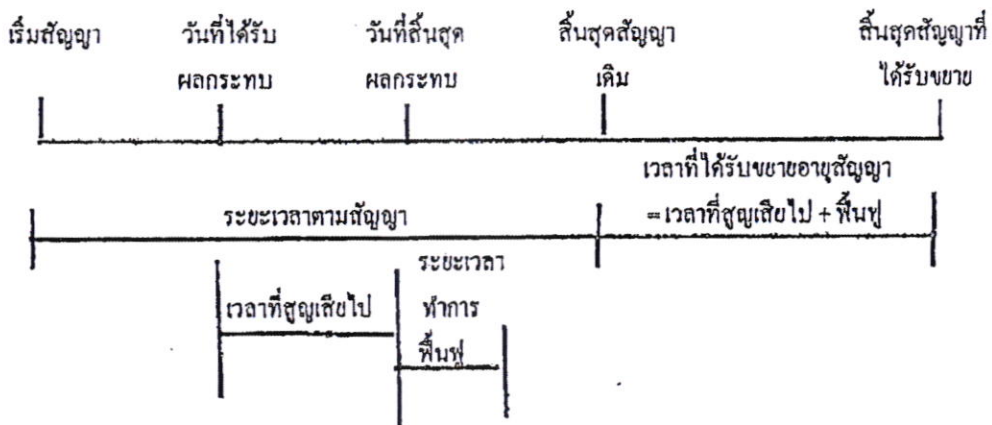 เริ่มสัญญา วันที่ได้รับ วันที่สิ้นสุด สิ้นสุดสัญญา สิ้นสุดสัญญาที่
ผลกระทบ ผลกระทบ เดิม ได้รับขยาย
เวลาที่ได้รับขยายอายุสัญญา
ระยะเวลาตามสัญญา = เวลาที่สูญเสียไป + ฟื้นฟู
ระยะเวลา
เวลาที่สูญเสียไป ทำการ
ฟื้นฟู